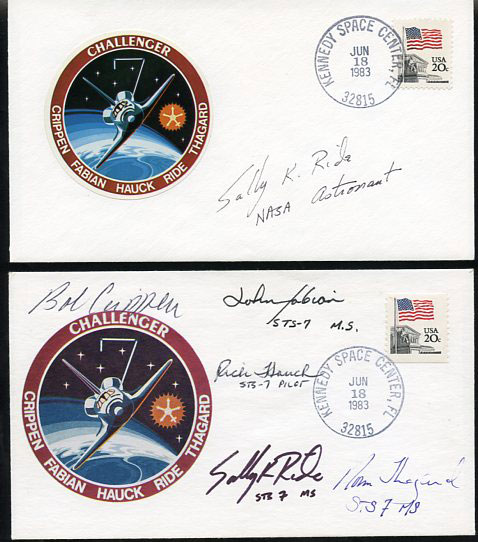 CHALLENGER
7
CRIPPEN FABIAN HAUCK RIDE THAGARD
KENNEDY SPACE CENTER, FL
JUN
18
1983
32815
USA
20c
Sally K. Ride
NASA Astronaut
Bob Crippen
CHALLENGER
7
CRIPPEN FABIAN HAUCK RIDE THAGARD
John Fabian
STS-7 M.S.
Rick Hauck
STS-7 PILOT
KENNEDY SPACE CENTER, FL
JUN
18
1983
32815
USA
20c
Sally K Ride
STS 7 MS
Norm Thagard
STS 7 MS